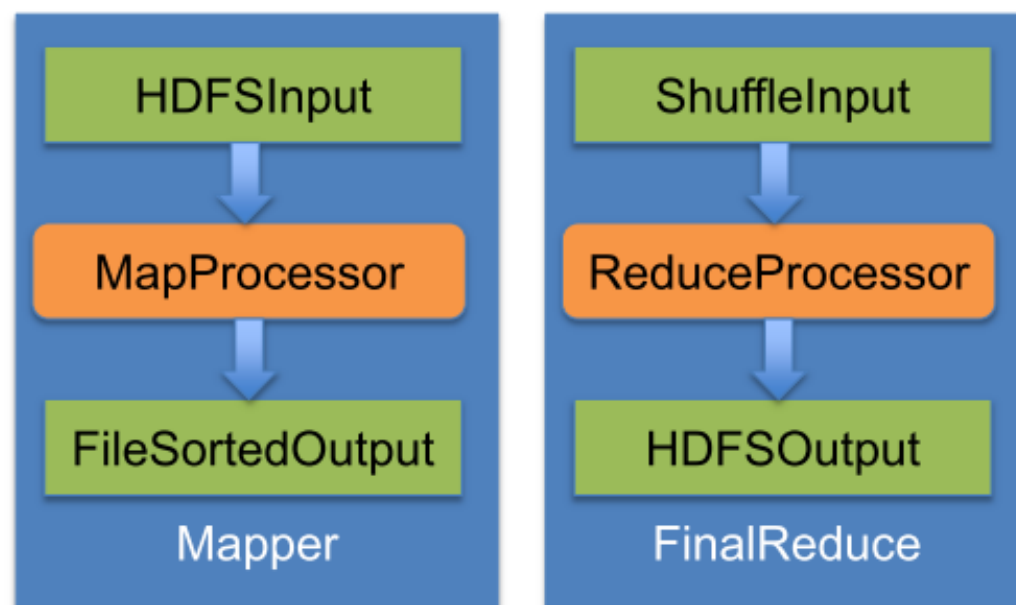 HDFSInput
MapProcessor
FileSortedOutput
Mapper
ShuffleInput
ReduceProcessor
HDFSOutput
FinalReduce